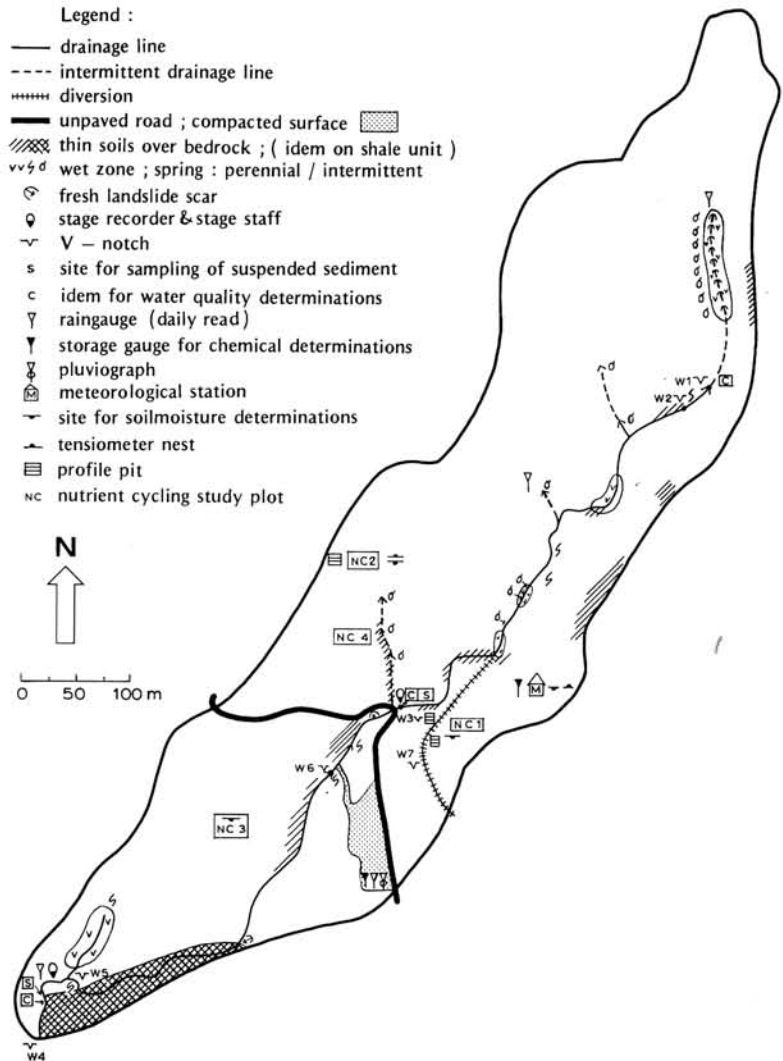 Legend :
drainage line
intermittent drainage line
diversion
unpaved road ; compacted surface
thin soils over bedrock ; ( idem on shale unit )
wet zone ; spring : perennial / intermittent
fresh landslide scar
stage recorder & stage staff
V – notch
s site for sampling of suspended sediment
c idem for water quality determinations
raingauge (daily read)
storage gauge for chemical determinations
pluviograph
M meteorological station
site for soilmoisture determinations
tensiometer nest
profile pit
NC nutrient cycling study plot
N
0 50 100 m
W1
C
W2
NC2
NC 4
C S
W3
NC1
M
W7
W6
NC 3
W5
S
C
W4